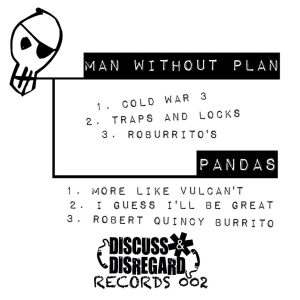 MAN WITHOUT PLAN
1. COLD WAR 3
2. TRAPS AND LOCKS
3. ROBURRITO'S
PANDAS
1. MORE LIKE VULCAN'T
2. I GUESS I'LL BE GREAT
3. ROBERT QUINCY BURRITO
DISCUSS &
DISREGARD
RECORDS 002